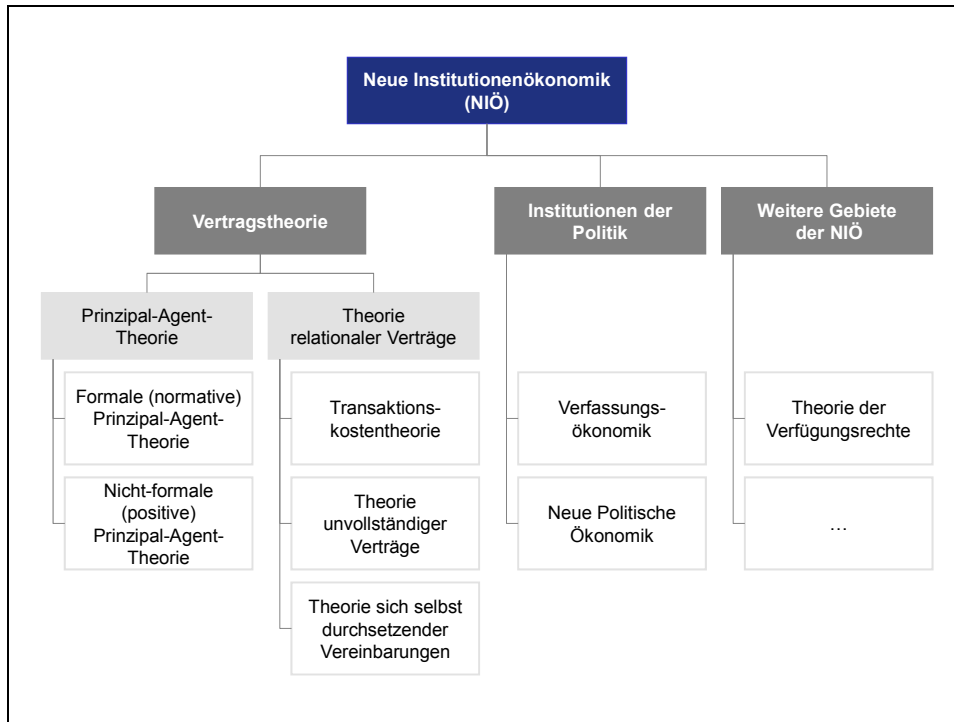 Neue Institutionenökonomik
(NIÖ)
Vertragstheorie
Institutionen der
Politik
Weitere Gebiete
der NIÖ
Prinzipal-Agent-
Theorie
Theorie
relationaler Verträge
Formale (normative)
Prinzipal-Agent-
Theorie
Transaktions-
kostentheorie
Verfassungs-
ökonomik
Theorie der
Verfügungsrechte
Nicht-formale
(positive)
Prinzipal-Agent-
Theorie
Theorie
unvollständiger
Verträge
Neue Politische
Ökonomik
…
Theorie sich selbst
durchsetzender
Vereinbarungen